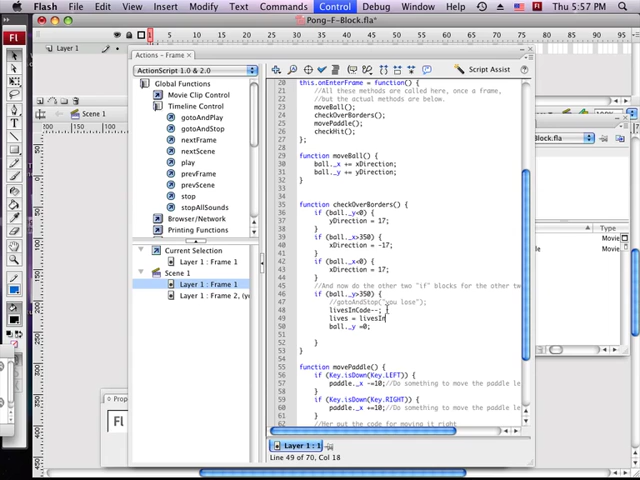 Flash File Edit View Insert Modify Text Commands Control Debug Window Help Thu 5:57 PM
Pong-F-Block.fla*
Layer 1
Scene 1
Actions - Frame
ActionScript 1.0 & 2.0
Script Assist
Global Functions
Movie Clip Control
Timeline Control
gotoAndPlay
gotoAndStop
nextFrame
nextScene
play
prevFrame
prevScene
stop
stopAllSounds
Browser/Network
Printing Functions
Current Selection
Layer 1 : Frame 1
Scene 1
Layer 1 : Frame 1
Layer 1 : Frame 2, (y
20 this.onEnterFrame = function() {
21 //All these methods are called here, once a frame,
22 but the actual methods are below.
23 moveBall();
24 checkOverBorders();
25 movePaddle();
26 checkHit();
27 };
28
29 function moveBall() {
30 ball._x += xDirection;
31 ball._y += yDirection;
32 }
33
34
35 function checkOverBorders() {
36 if (ball._y<0) {
37 yDirection = 17;
38 }
39 if (ball._x>350) {
40 xDirection = -17;
41 }
42 if (ball._x<0) {
43 xDirection = 17;
44 }
45 //And now do the other two "if" blocks for the other tw
46 if (ball._y>350) {
47 //gotoAndStop("you lose");
48 livesInCode--;
49 lives = livesIn
50 ball._y =0;
51
52 }
53 }
54
55 function movePaddle() {
56 if (Key.isDown(Key.LEFT)) {
57 paddle._x -=10;//Do something to move the paddle le
58 }
59 if (Key.isDown(Key.RIGHT)) {
60 paddle._x +=10;//Do something to move the paddle le
61 }
62 //Her put the code for moving it right
Layer 1 : 1
Line 49 of 70, Col 18
Block.fla
Type
Movie
Movie
Prop
Fl